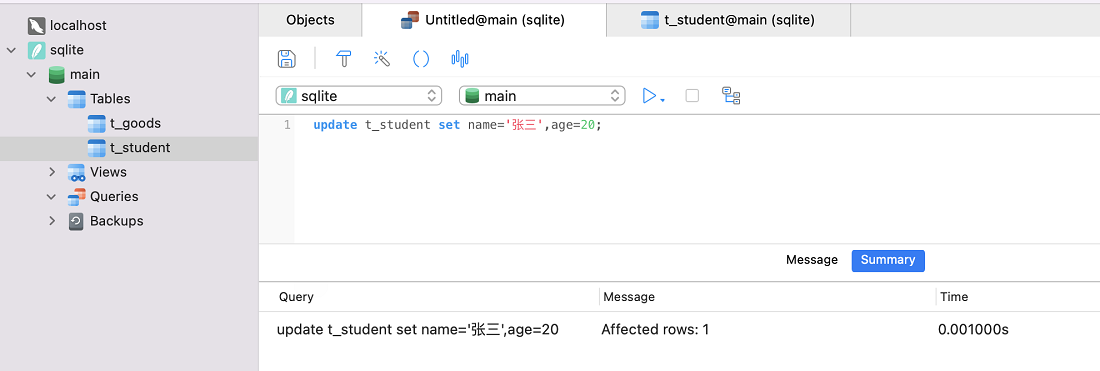 localhost
sqlite
main
Tables
t_goods
t_student
Views
Queries
Backups
Objects
Untitled@main (sqlite)
t_student@main (sqlite)
sqlite
main
1 update t_student set name='张三',age=20;
Message Summary
Query Message Time
update t_student set name='张三',age=20 Affected rows: 1 0.001000s